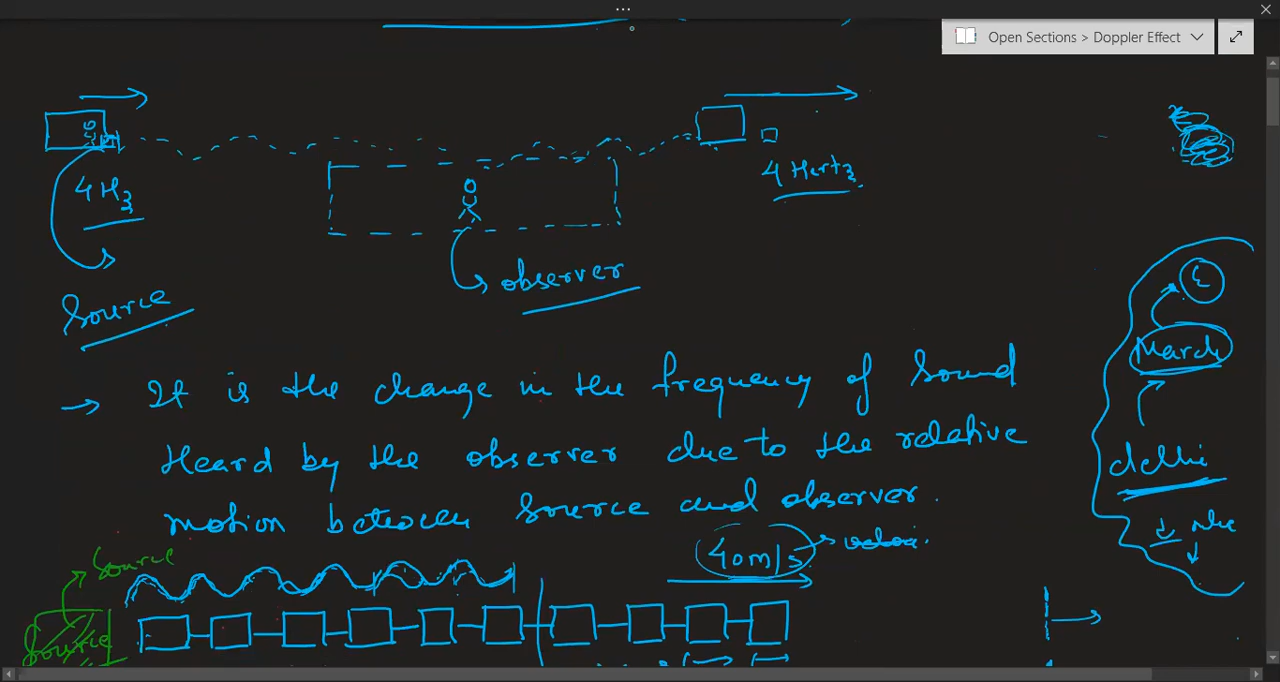 Open Sections > Doppler Effect
4 Hz
4 Hertz
observer
Source
→ It is the change in the frequency of Sound
Heard by the observer due to the relative
motion between source and observer.
March
delhi
40m/s
Source
Source